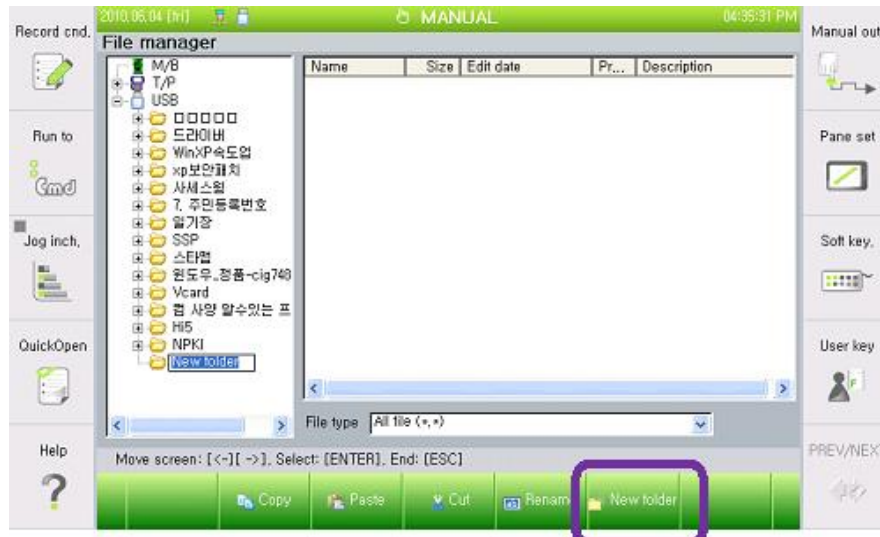 2010.06.04 [fri]
MANUAL
04:35:31 PM
Record cnd.
Run to
Cmd
Jog inch,
QuickOpen
Help
File manager
M/B
T/P
USB
□□□□□
드라이버
WinXP속도업
xp보안패치
사세스월
7. 주민등록번호
일기장
SSP
스타맵
윈도우_정품-cig748
Vcard
컴 사양 알수있는 프
Hi5
NPKI
New folder
Name Size Edit date Pr... Description
File type All file (*,*)
Move screen: [<-][ ->], Select: [ENTER], End: [ESC]
Copy Paste Cut Renam New folder
Manual out
Pane set
Soft key,
User key
F
PREV/NEX